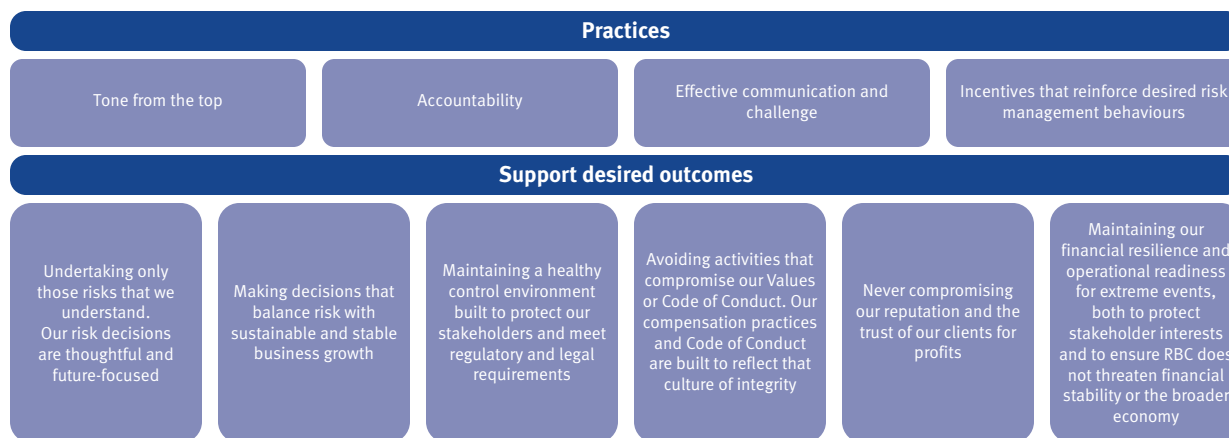 Practices
Tone from the top
Accountability
Effective communication and
challenge
Incentives that reinforce desired risk
management behaviours
Support desired outcomes
Undertaking only
those risks that we
understand.
Our risk decisions
are thoughtful and
future-focused
Making decisions that
balance risk with
sustainable and stable
business growth
Maintaining a healthy
control environment
built to protect our
stakeholders and meet
regulatory and legal
requirements
Avoiding activities that
compromise our Values
or Code of Conduct. Our
compensation practices
and Code of Conduct
are built to reflect that
culture of integrity
Never compromising
our reputation and the
trust of our clients for
profits
Maintaining our
financial resilience and
operational readiness
for extreme events,
both to protect
stakeholder interests
and to ensure RBC does
not threaten financial
stability or the broader
economy